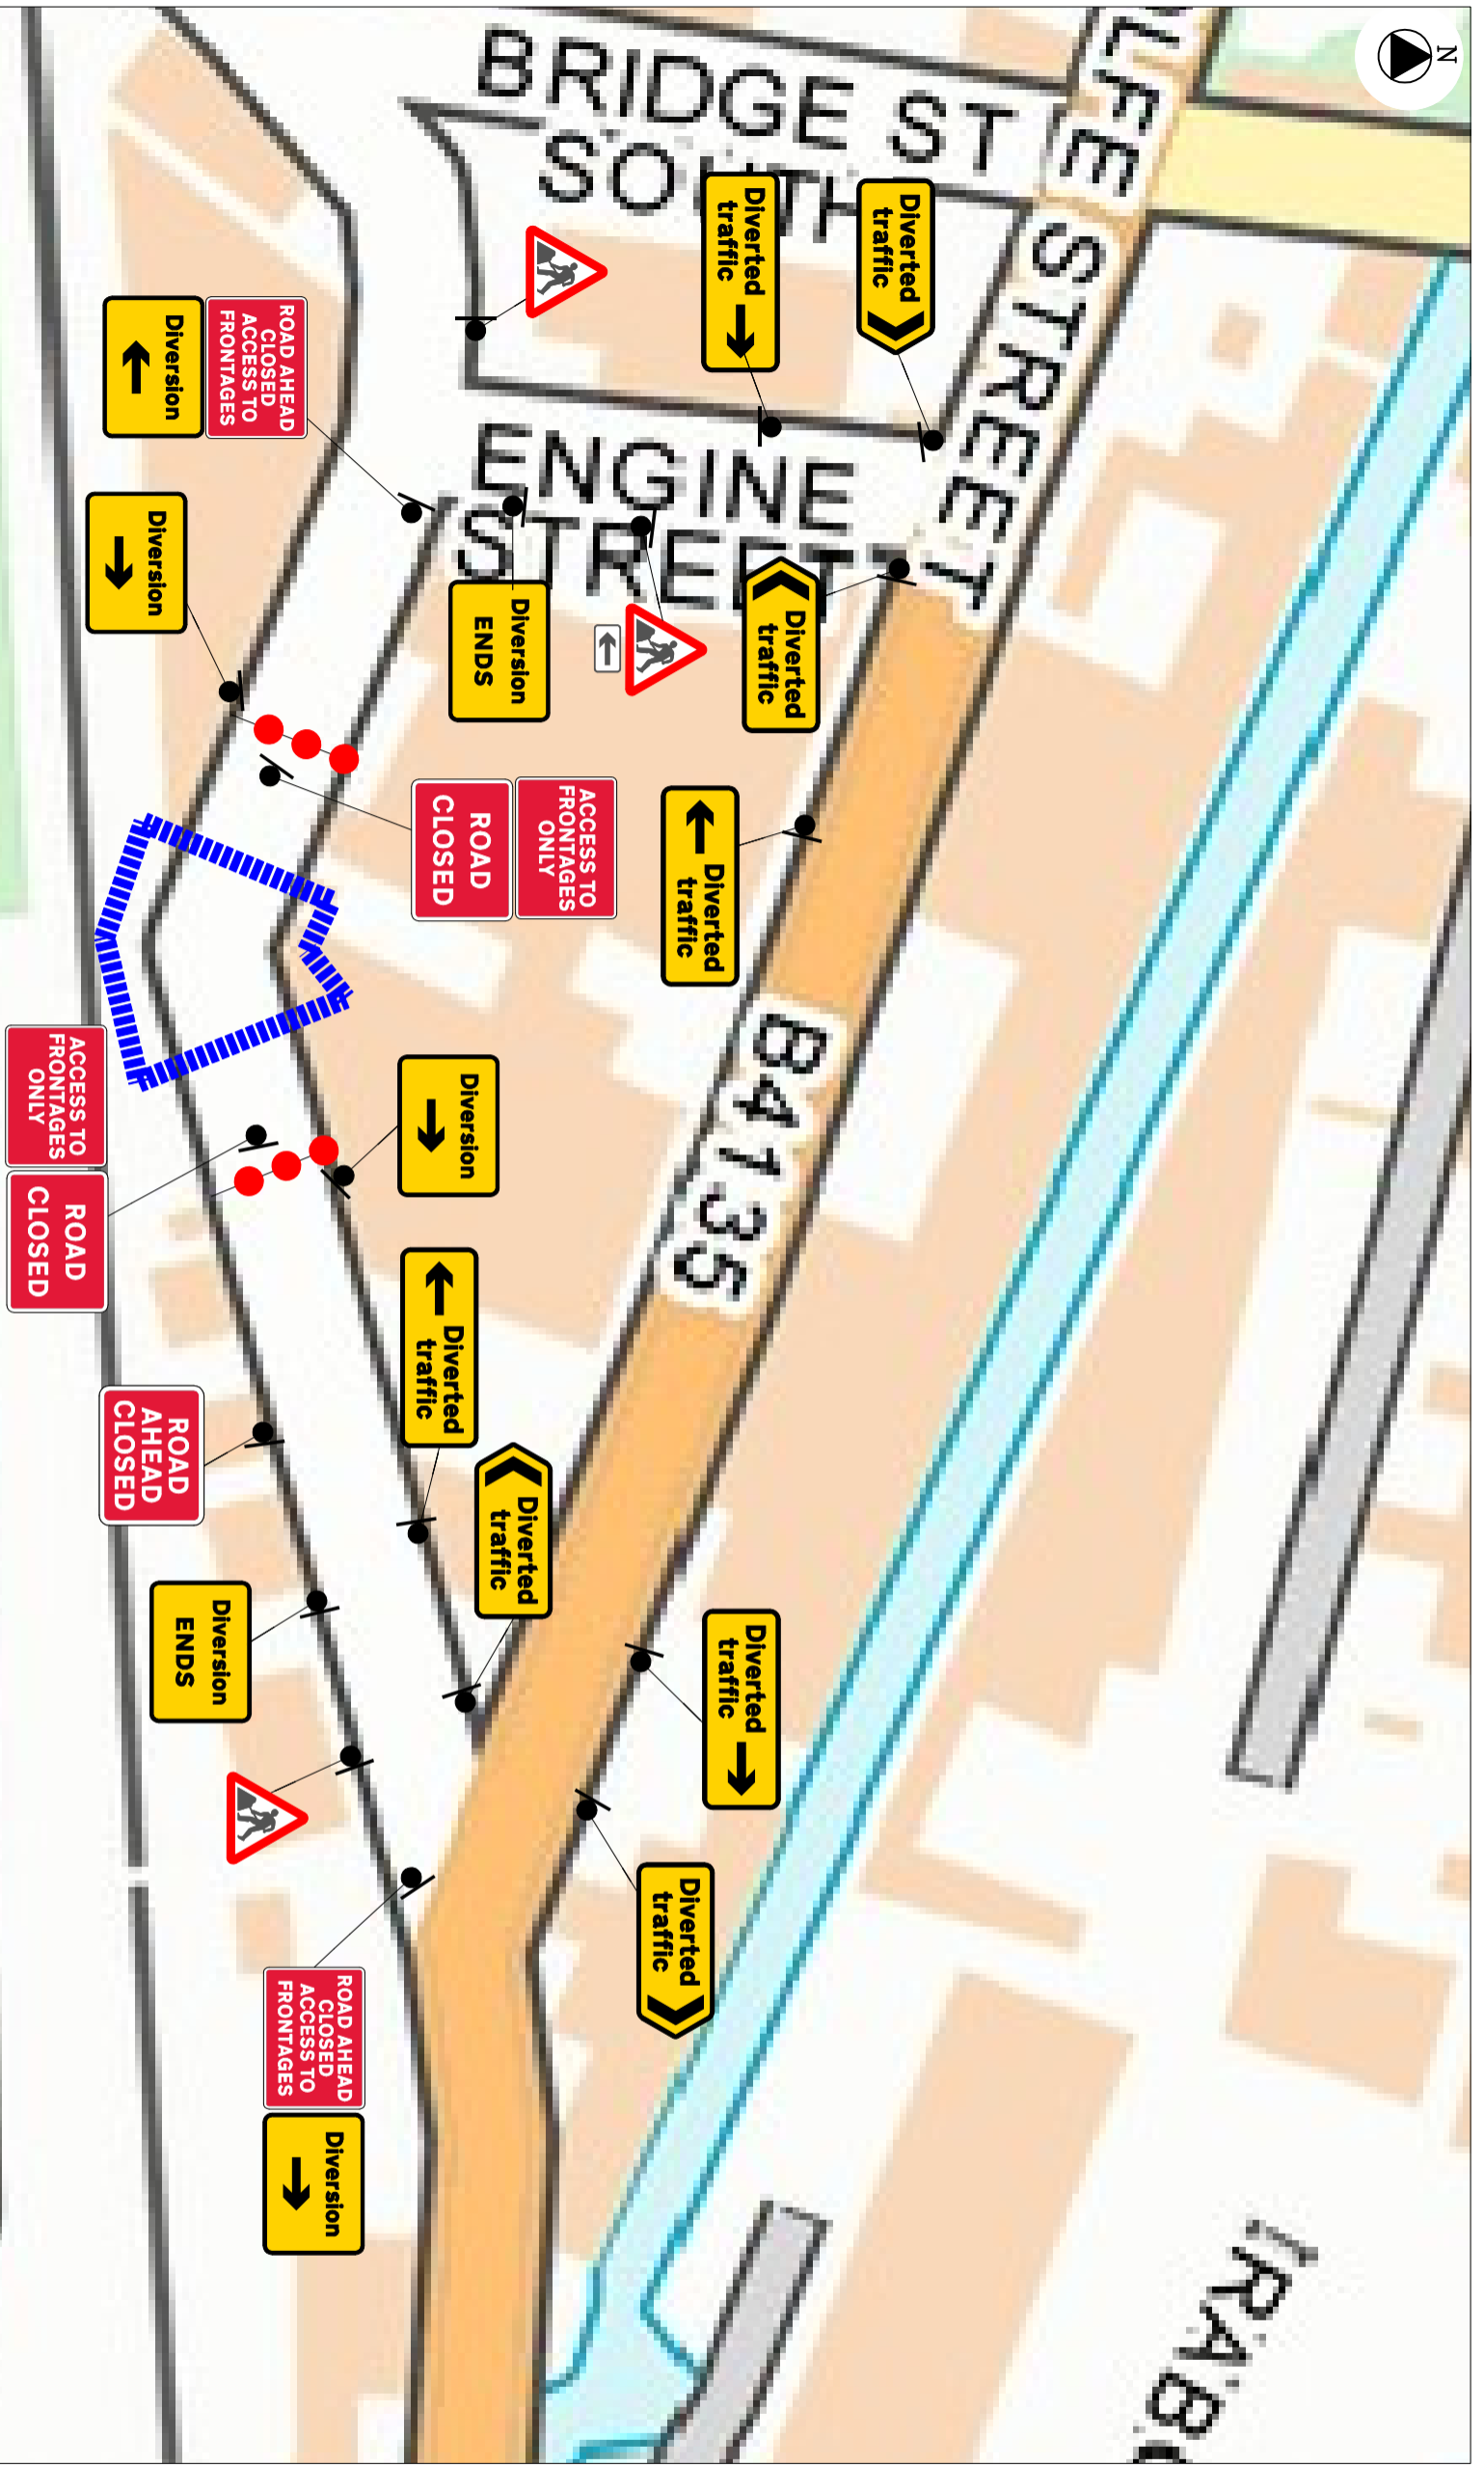 N
OLFE STREET
BRIDGE ST
SOUTH
Diverted
traffic
Diverted
traffic
ROAD AHEAD
CLOSED
ACCESS TO
FRONTAGES
Diversion
ENGINE
STREET
Diversion
Diversion
ENDS
Diverted
traffic
ACCESS TO
FRONTAGES
ONLY
ROAD
CLOSED
Diverted
traffic
B4135
ACCESS TO
FRONTAGES
ONLY
ROAD
CLOSED
Diversion
Diverted
traffic
Diverted
traffic
ROAD
AHEAD
CLOSED
Diversion
ENDS
Diverted
traffic
Diverted
traffic
ROAD AHEAD
CLOSED
ACCESS TO
FRONTAGES
Diversion